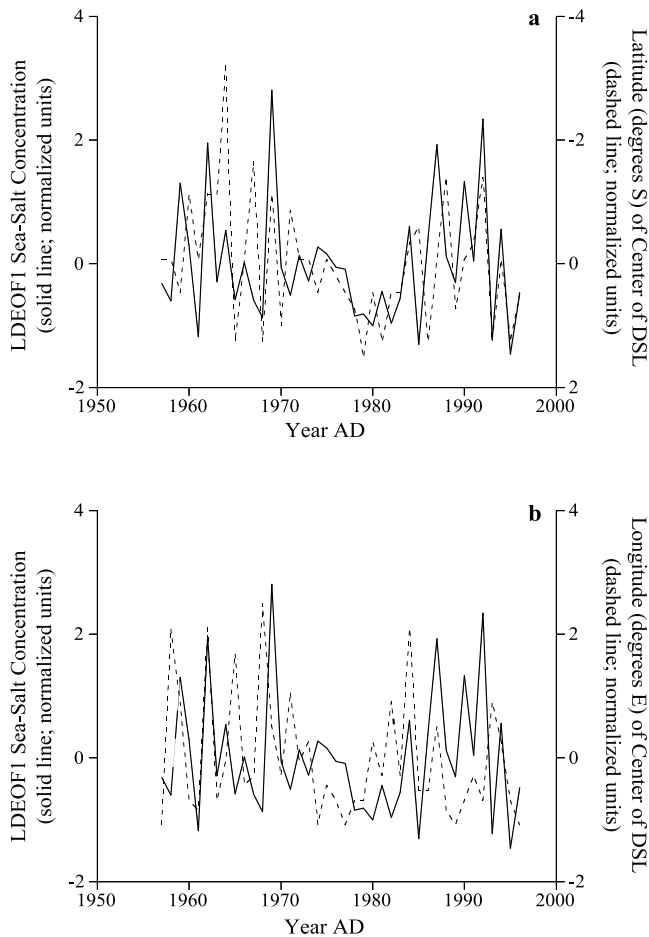 a
4
2
0
-2
-4
-2
0
2
LDEOF1 Sea-Salt Concentration
(solid line; normalized units)
Latitude (degrees S) of Center of DSL
(dashed line; normalized units)
1950
1960
1970
1980
1990
2000
Year AD
b
4
2
0
-2
4
2
0
-2
LDEOF1 Sea-Salt Concentration
(solid line; normalized units)
Longitude (degrees E) of Center of DSL
(dashed line; normalized units)
1950
1960
1970
1980
1990
2000
Year AD